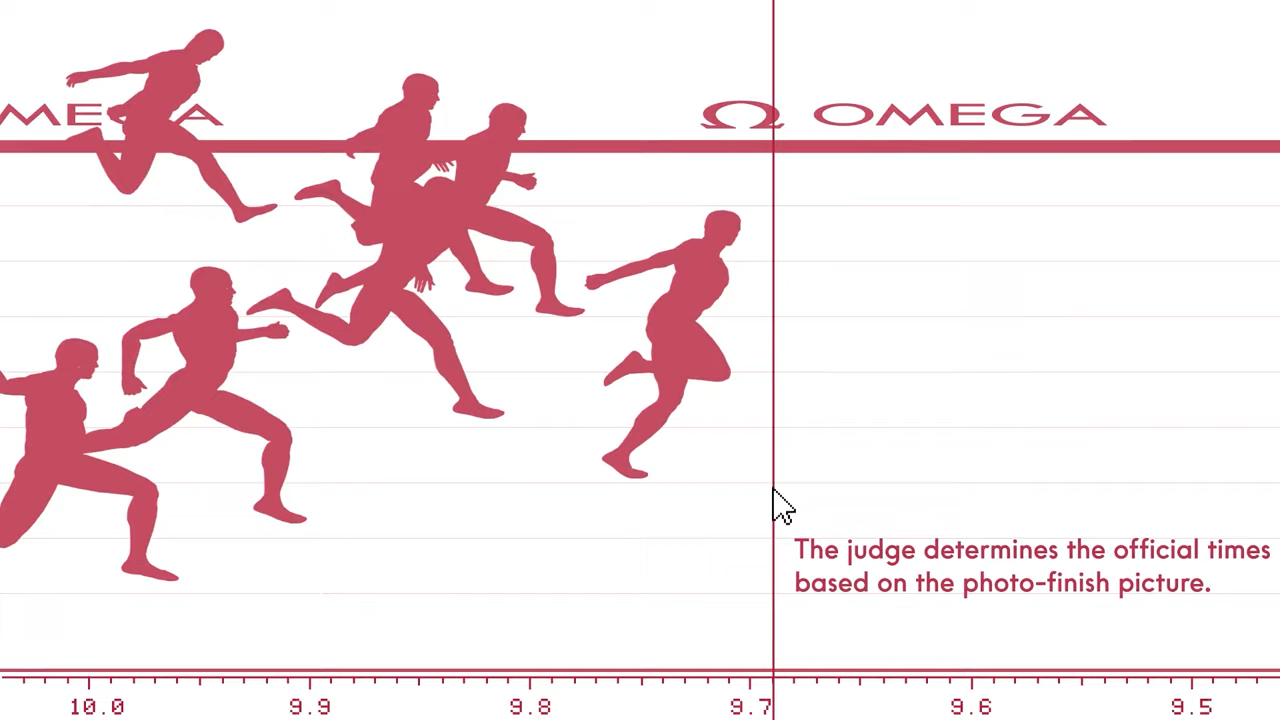 MEGA
Ω OMEGA
The judge determines the official times
based on the photo-finish picture.
10.0 9.9 9.8 9.7 9.6 9.5